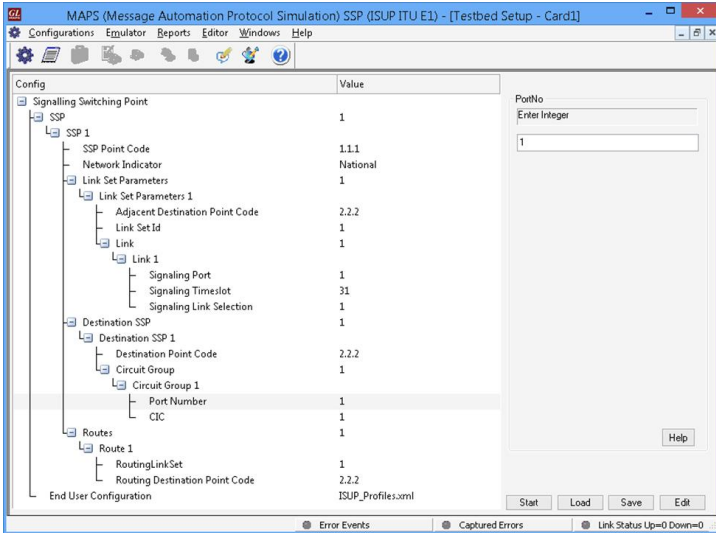 GL MAPS (Message Automation Protocol Simulation) SSP (ISUP ITU E1) - [Testbed Setup - Card1]
Configurations Emulator Reports Editor Windows Help
Config Value
Signalling Switching Point
SSP 1
SSP 1
SSP Point Code 1.1.1
Network Indicator National
Link Set Parameters 1
Link Set Parameters 1
Adjacent Destination Point Code 2.2.2
Link Set Id 1
Link 1
Link 1
Signaling Port 1
Signaling Timeslot 31
Signaling Link Selection 1
Destination SSP 1
Destination SSP 1
Destination Point Code 2.2.2
Circuit Group 1
Circuit Group 1
Port Number 1
CIC 1
Routes 1
Route 1
RoutingLinkSet 1
Routing Destination Point Code 2.2.2
End User Configuration ISUP_Profiles.xml
PortNo
Enter Integer
1
Help
Start Load Save Edit
Error Events Captured Errors Link Status Up=0 Down=0